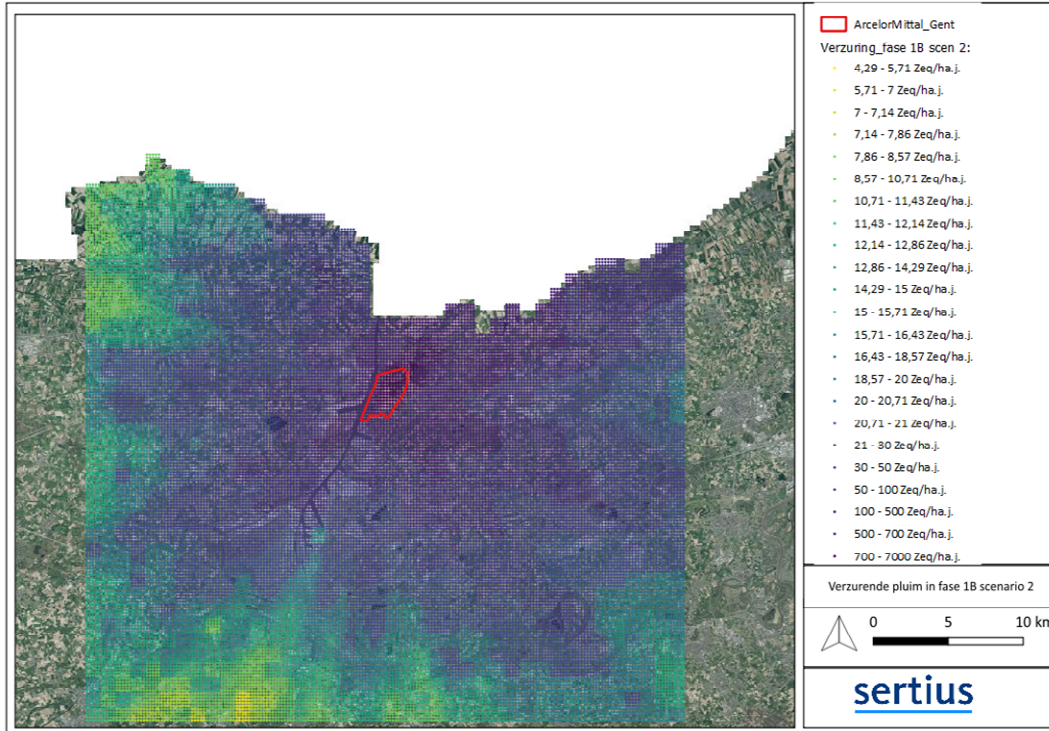 ArcelorMittal_Gent
Verzuring_fase 1B scen 2:
4,29 - 5,71 Zeq/ha.j.
5,71 - 7 Zeq/ha.j.
7 - 7,14 Zeq/ha.j.
7,14 - 7,86 Zeq/ha.j.
7,86 - 8,57 Zeq/ha.j.
8,57 - 10,71 Zeq/ha.j.
10,71 - 11,43 Zeq/ha.j.
11,43 - 12,14 Zeq/ha.j.
12,14 - 12,86 Zeq/ha.j.
12,86 - 14,29 Zeq/ha.j.
14,29 - 15 Zeq/ha.j.
15 - 15,71 Zeq/ha.j.
15,71 - 16,43 Zeq/ha.j.
16,43 - 18,57 Zeq/ha.j.
18,57 - 20 Zeq/ha.j.
20 - 20,71 Zeq/ha.j.
20,71 - 21 Zeq/ha.j.
21 - 30 Zeq/ha.j.
30 - 50 Zeq/ha.j.
50 - 100 Zeq/ha.j.
100 - 500 Zeq/ha.j.
500 - 700 Zeq/ha.j.
700 - 7000 Zeq/ha.j.
Verzurende pluim in fase 1B scenario 2
0 5 10 km
sertius